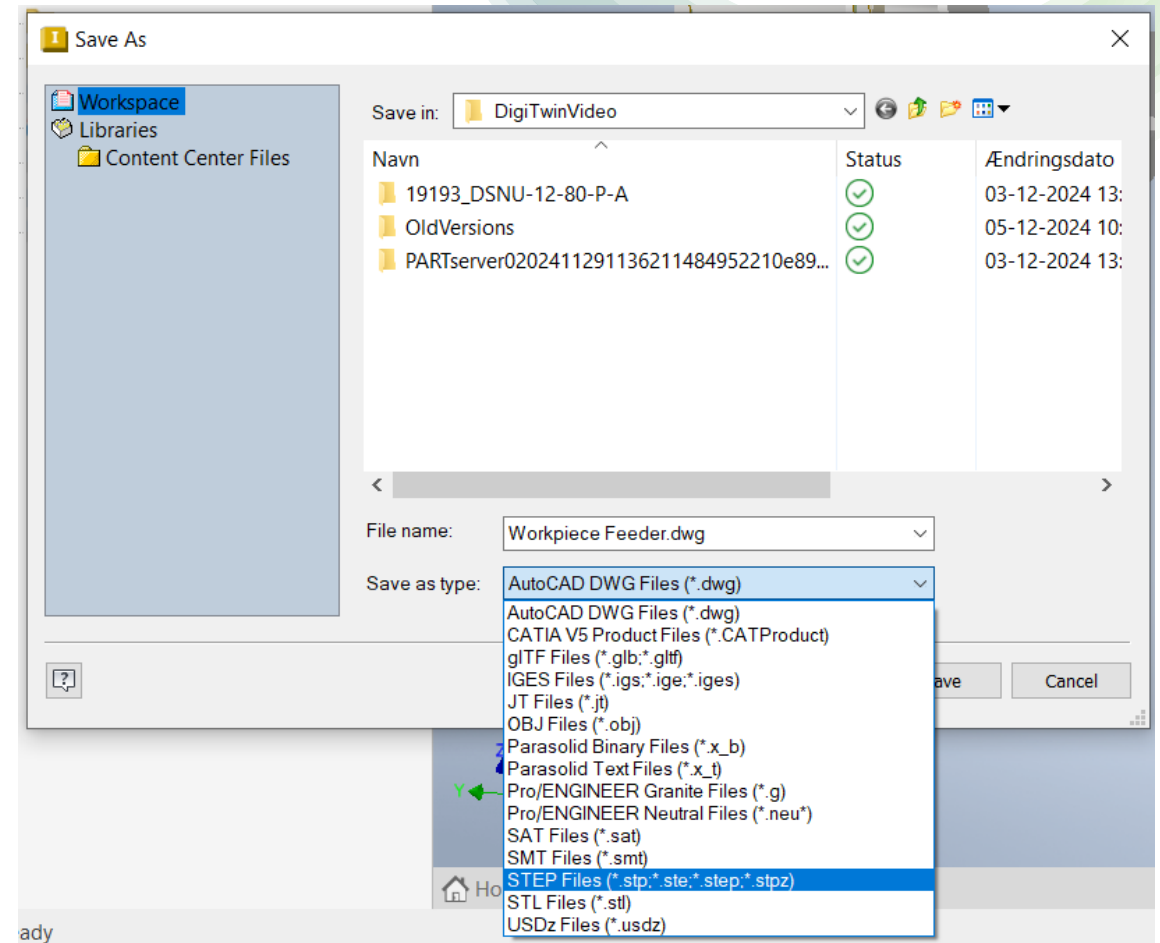 Save As
Workspace
Libraries
Content Center Files
Save in: DigiTwinVideo
Navn Status Ændringsdato
19193_DSNU-12-80-P-A 03-12-2024 13:
OldVersions 05-12-2024 10:
PARTserver0202411291136211484952210e89... 03-12-2024 13:
File name: Workpiece Feeder.dwg
Save as type: AutoCAD DWG Files (*.dwg)
AutoCAD DWG Files (*.dwg)
CATIA V5 Product Files (*.CATProduct)
glTF Files (*.glb;*.gltf)
IGES Files (*.igs;*.ige;*.iges)
ave Cancel
JT Files (*.jt)
OBJ Files (*.obj)
Parasolid Binary Files (*.x_b)
Parasolid Text Files (*.x_t)
Pro/ENGINEER Granite Files (*.g)
Pro/ENGINEER Neutral Files (*.neu*)
SAT Files (*.sat)
SMT Files (*.smt)
STEP Files (*.stp;*.ste;*.step;*.stpz)
STL Files (*.stl)
USDz Files (*.usdz)
Z
Y
Ho
ady